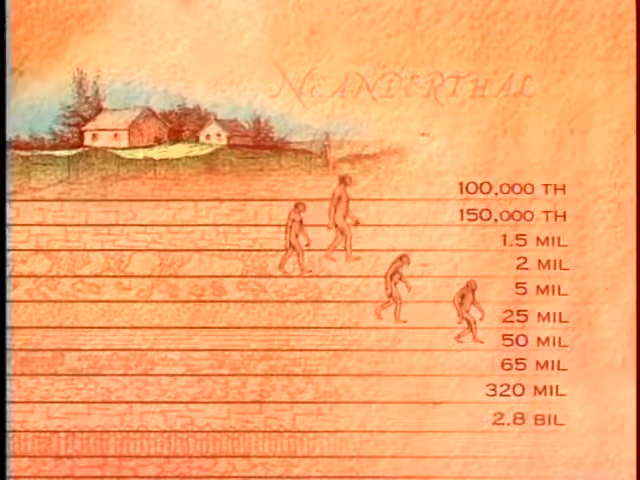 NEANDERTHAL
100,000 TH
150,000 TH
1.5 MIL
2 MIL
5 MIL
25 MIL
50 MIL
65 MIL
320 MIL
2.8 BIL